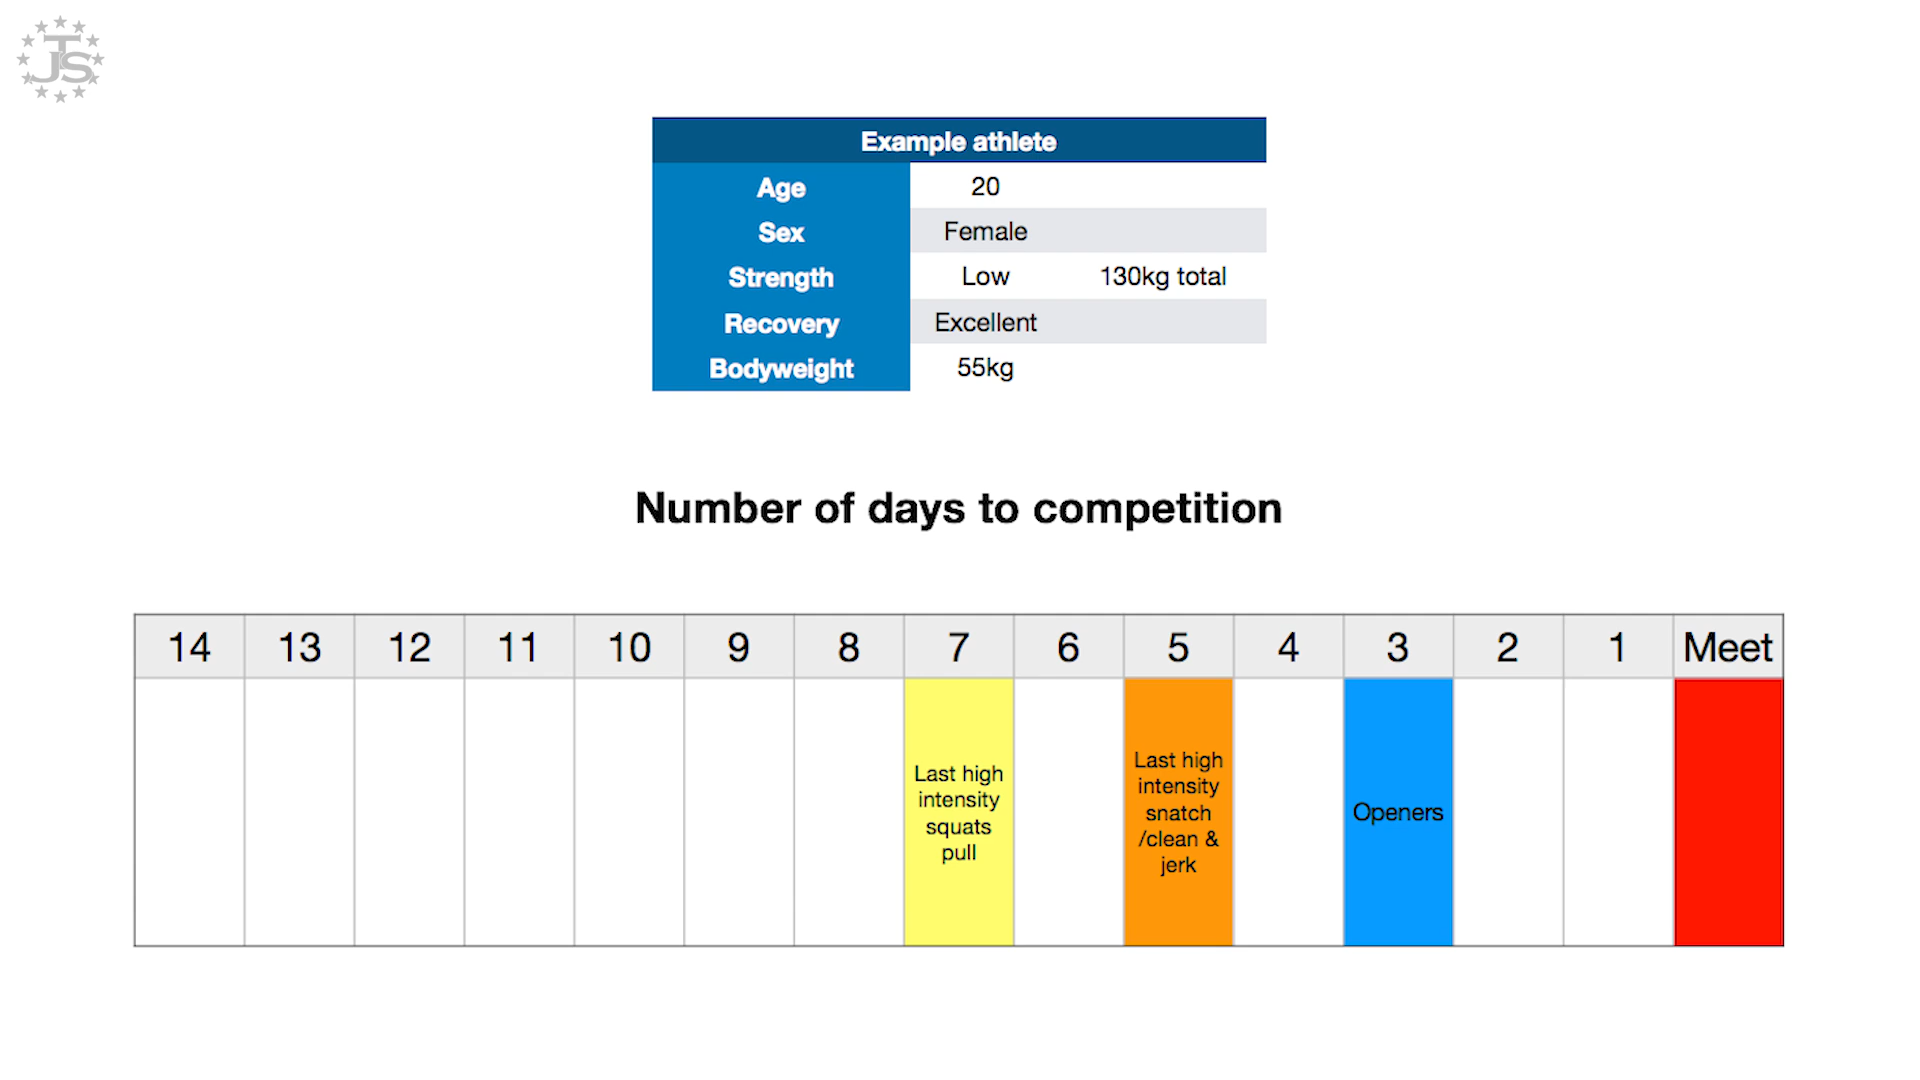 JTS
Example athlete
Age 20
Sex Female
Strength Low 130kg total
Recovery Excellent
Bodyweight 55kg
Number of days to competition
14 13 12 11 10 9 8 7 6 5 4 3 2 1 Meet
Last high
intensity
squats
pull
Last high
intensity
snatch
/clean &
jerk
Openers